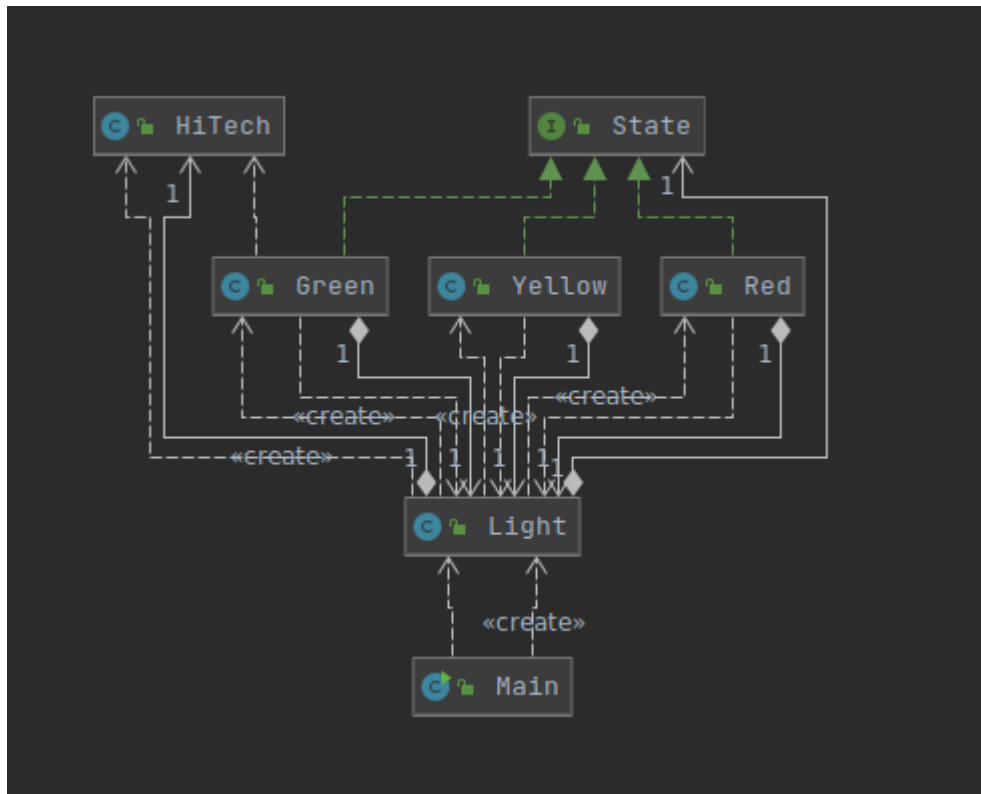 HiTech
State
1
1
Green
Yellow
Red
1
1
1
«create»
«create»
«create»
«create»
1
1
1
1
1
Light
«create»
Main